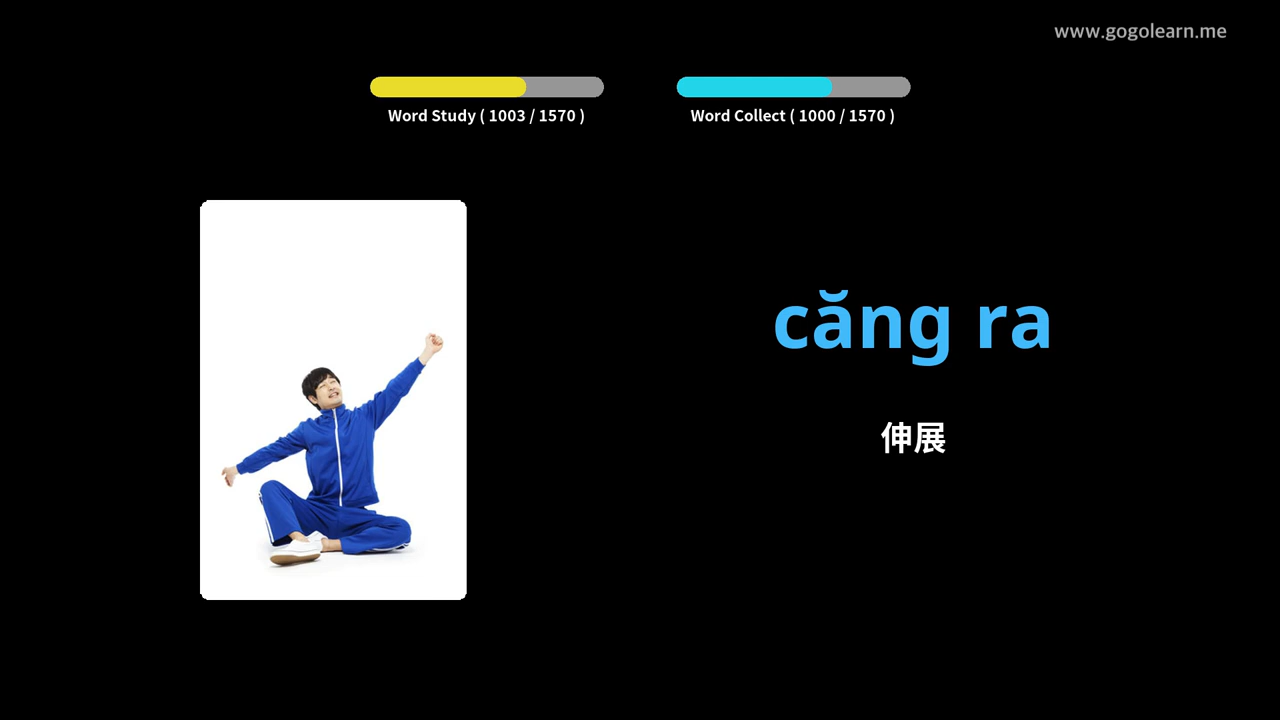 www.gogolearn.me
Word Study ( 1003 / 1570 )
Word Collect ( 1000 / 1570 )
căng ra
伸展